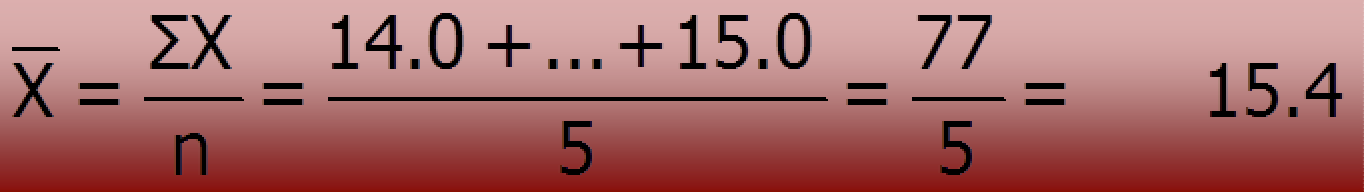 X̅ = ΣX/n = 14.0 + ... + 15.0/5 = 77/5 = 15.4